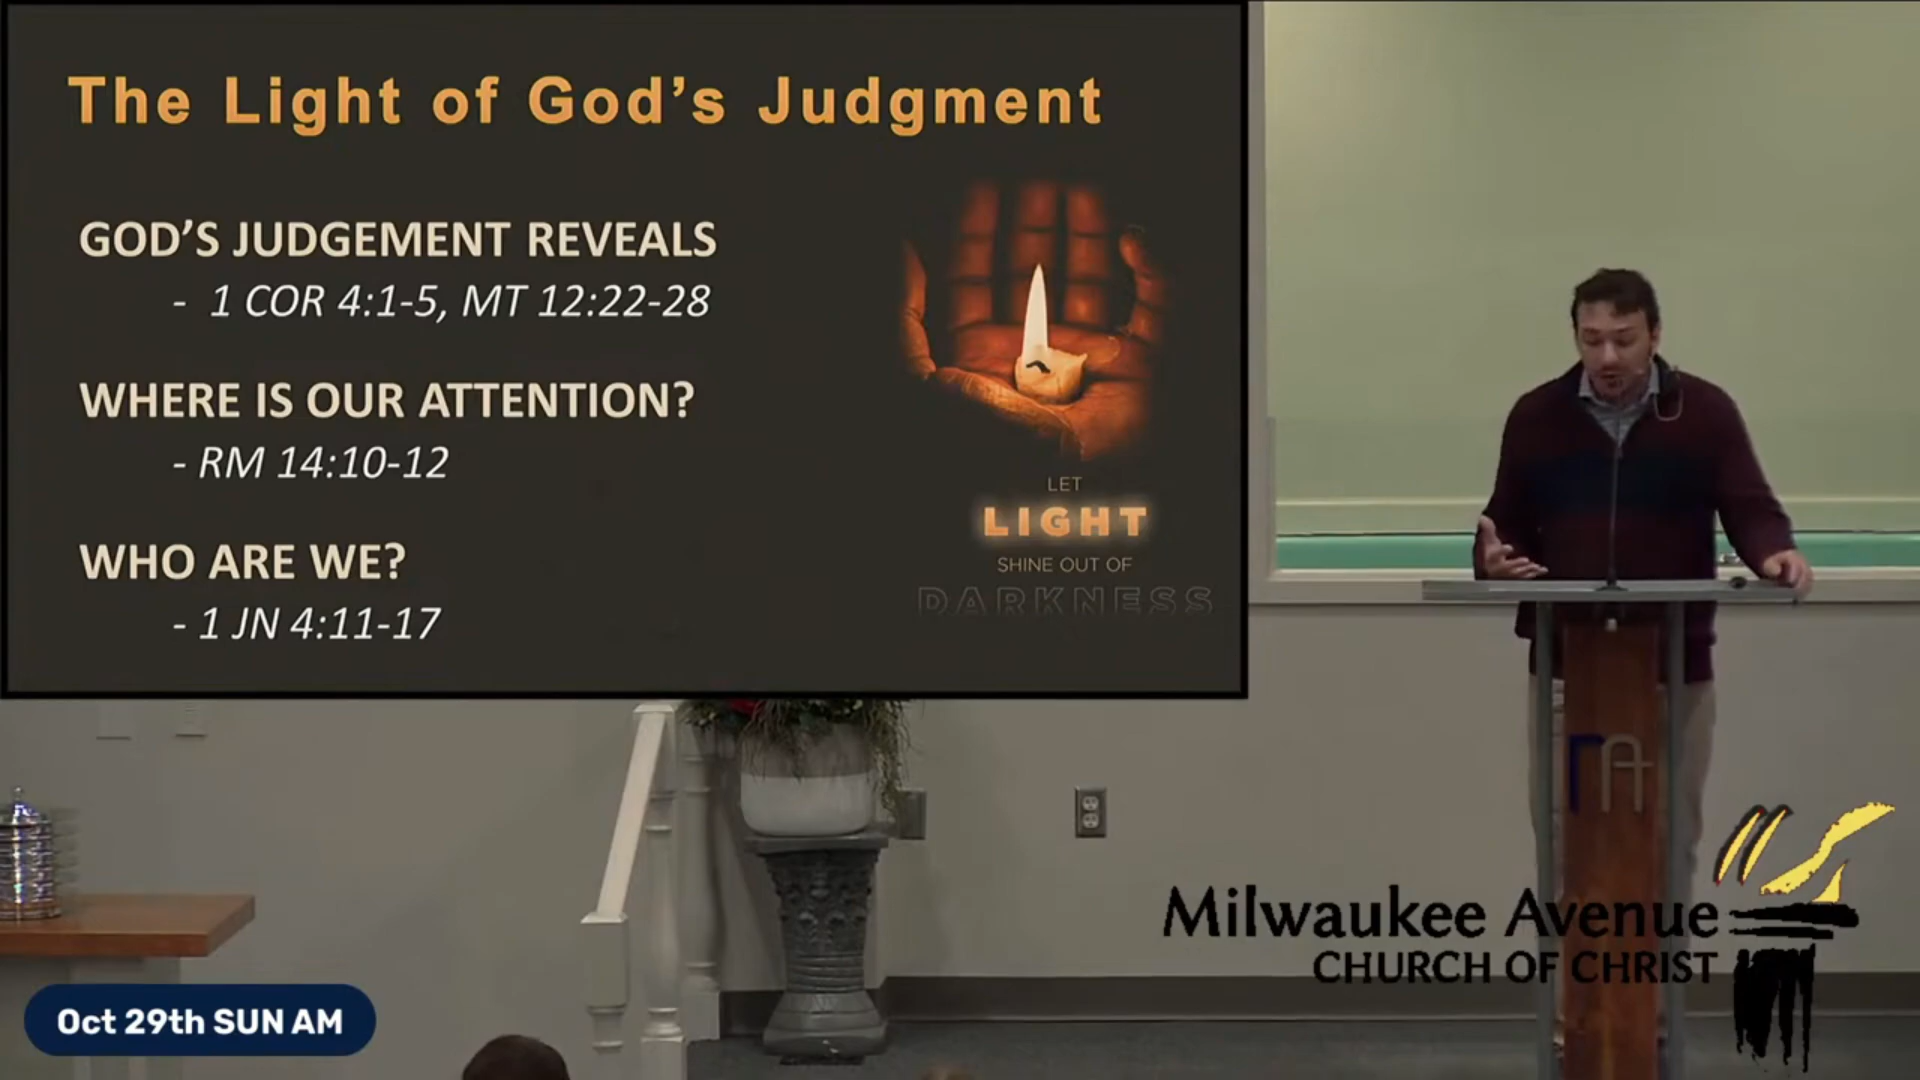 The Light of God's Judgment
GOD'S JUDGEMENT REVEALS
- 1 COR 4:1-5, MT 12:22-28
WHERE IS OUR ATTENTION?
- RM 14:10-12
WHO ARE WE?
- 1 JN 4:11-17
LET
LIGHT
SHINE OUT OF
DARKNESS
Milwaukee Avenue
CHURCH OF CHRIST
Oct 29th SUN AM